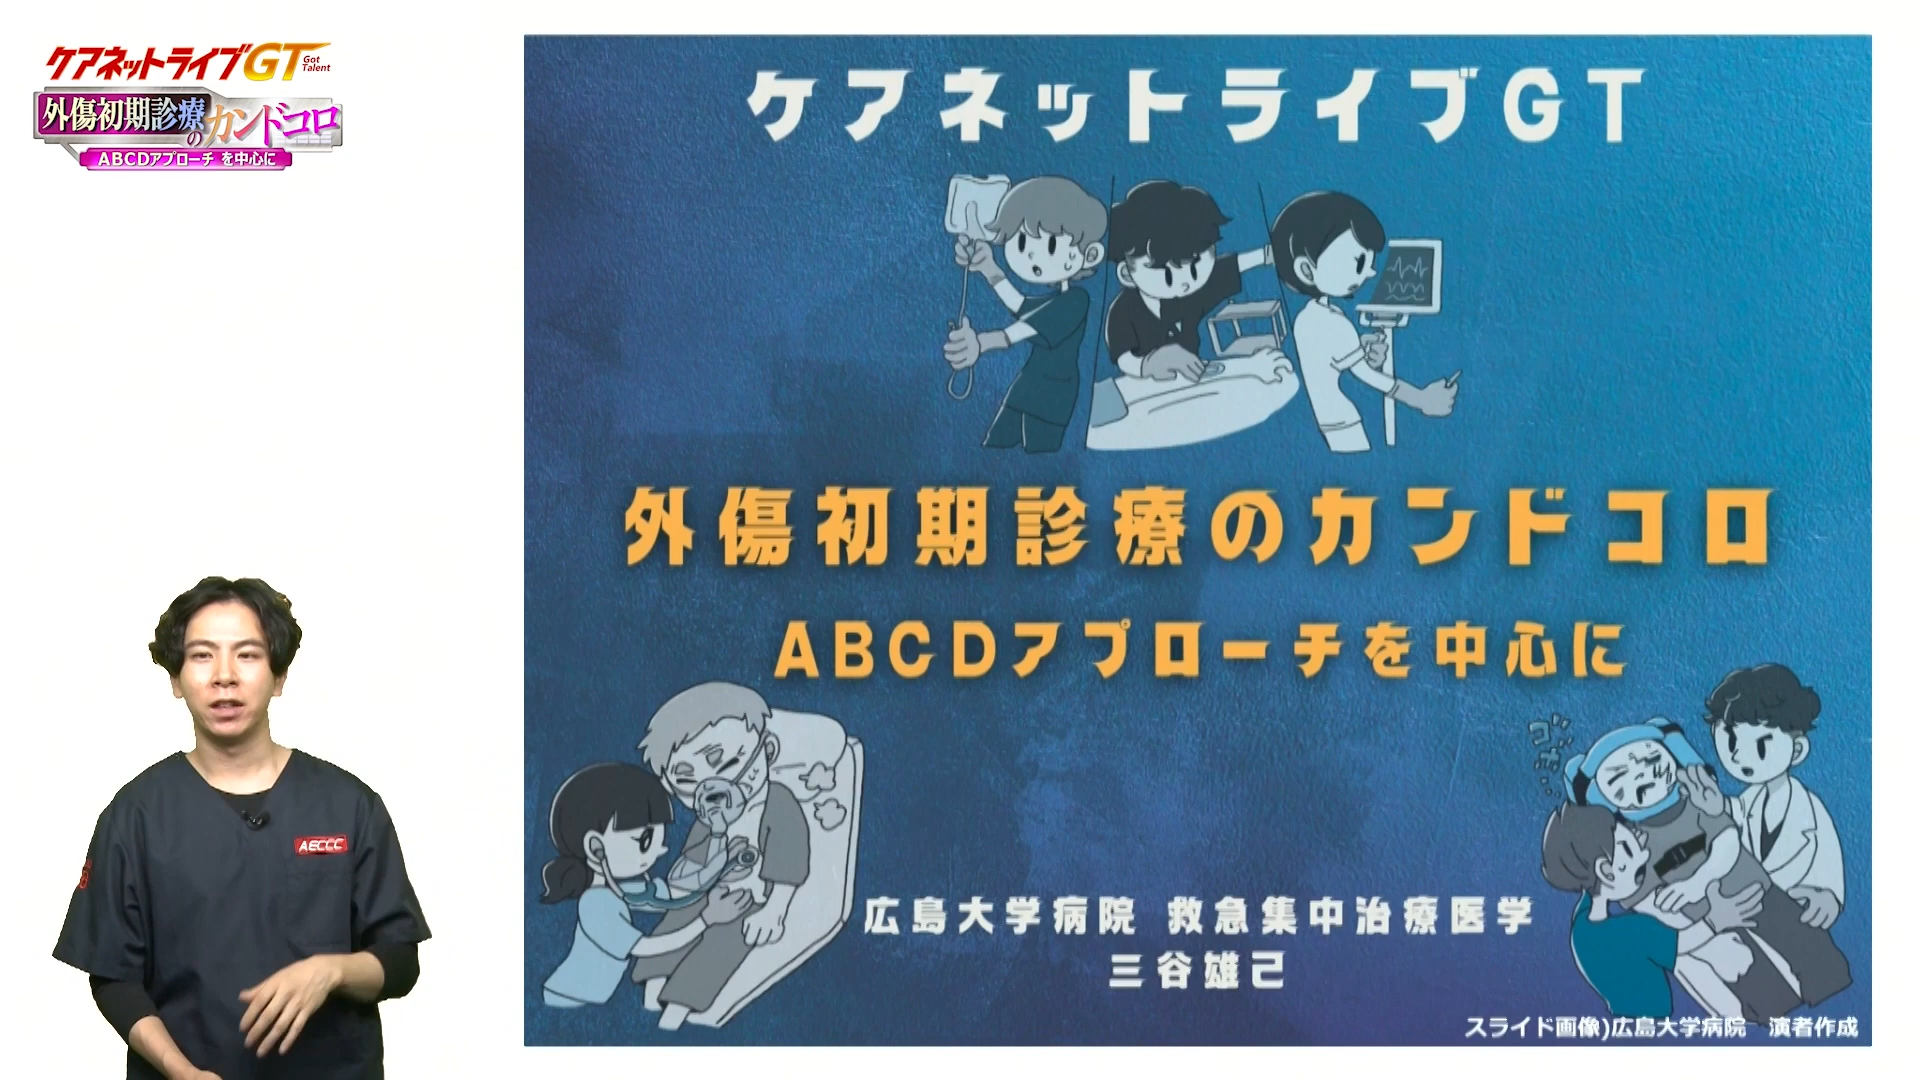 ケアネットライブGT
Got
Talent
外傷初期診療
の
カンドコロ
ABCDアプローチ を中心に
ケアネットライブGT
外傷初期診療のカンドコロ
ABCDアプローチを中心に
AECCC
広島大学病院 救急集中治療医学
三谷雄己
スライド画像)広島大学病院　演者作成